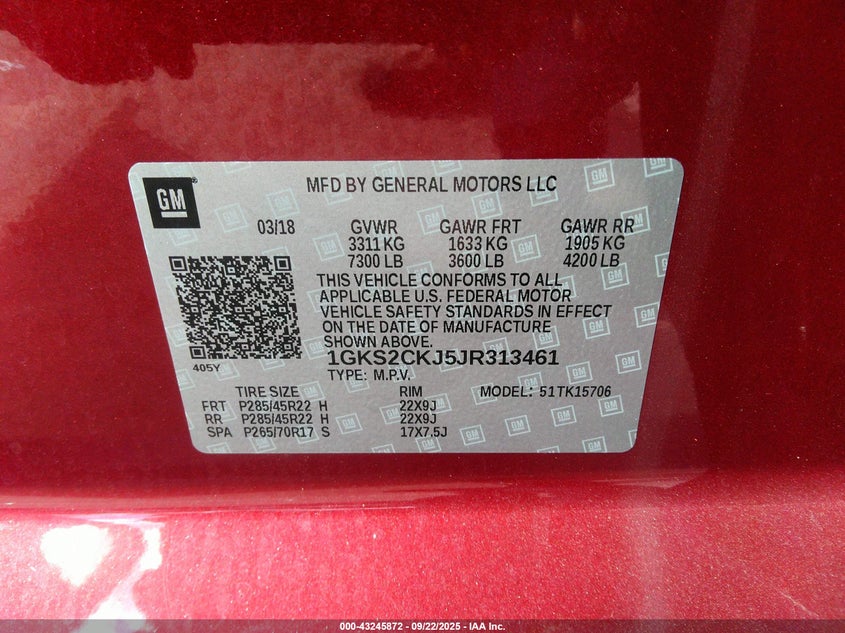 GM
MFD BY GENERAL MOTORS LLC
03/18 GVWR GAWR FRT GAWR RR
3311 KG 1633 KG 1905 KG
7300 LB 3600 LB 4200 LB
THIS VEHICLE CONFORMS TO ALL
APPLICABLE U.S. FEDERAL MOTOR
VEHICLE SAFETY STANDARDS IN EFFECT
ON THE DATE OF MANUFACTURE
SHOWN ABOVE.
405Y
1GKS2CKJ5JR313461
TYPE: M.P.V.
TIRE SIZE RIM MODEL: 51TK15706
FRT P285/45R22 H 22X9J
RR P285/45R22 H 22X9J
SPA P265/70R17 S 17X7.5J
000-43245872 - 09/22/2025 - IAA Inc.